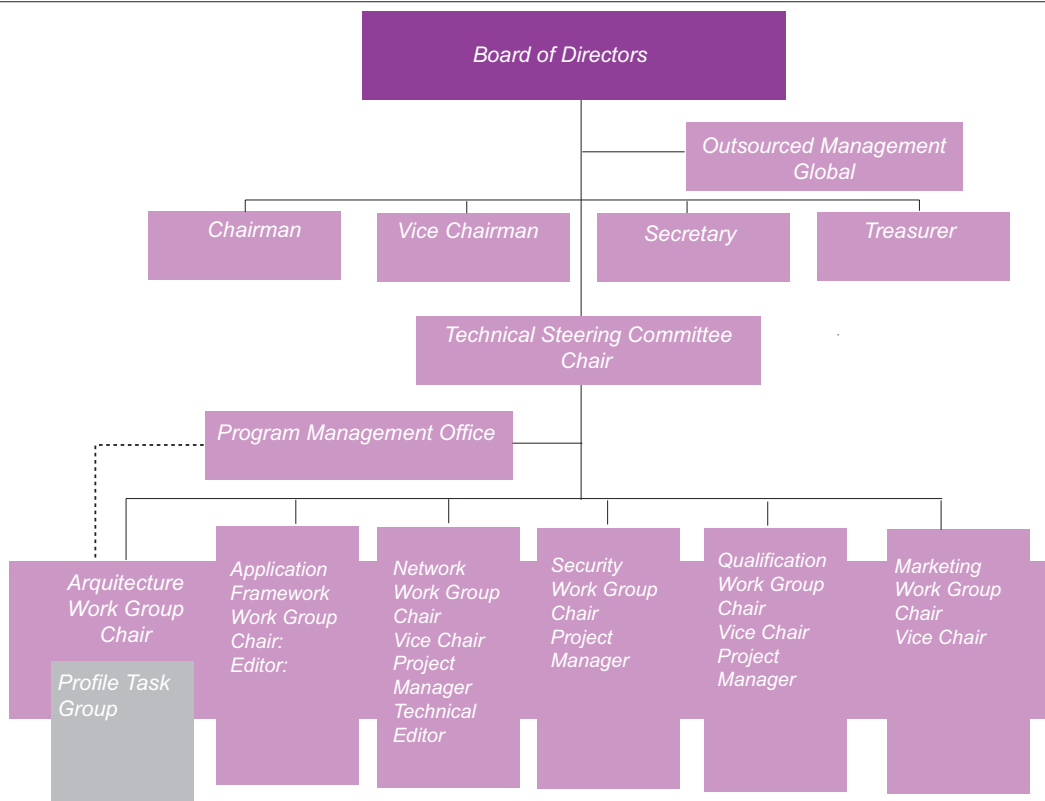 Board of Directors
Outsourced Management
Global
Chairman
Vice Chairman
Secretary
Treasurer
Technical Steering Committee
Chair
Program Management Office
Arquitecture
Work Group
Chair
Profile Task
Group
Application
Framework
Work Group
Chair:
Editor:
Network
Work Group
Chair
Vice Chair
Project
Manager
Technical
Editor
Security
Work Group
Chair
Project
Manager
Qualification
Work Group
Chair
Vice Chair
Project
Manager
Marketing
Work Group
Chair
Vice Chair